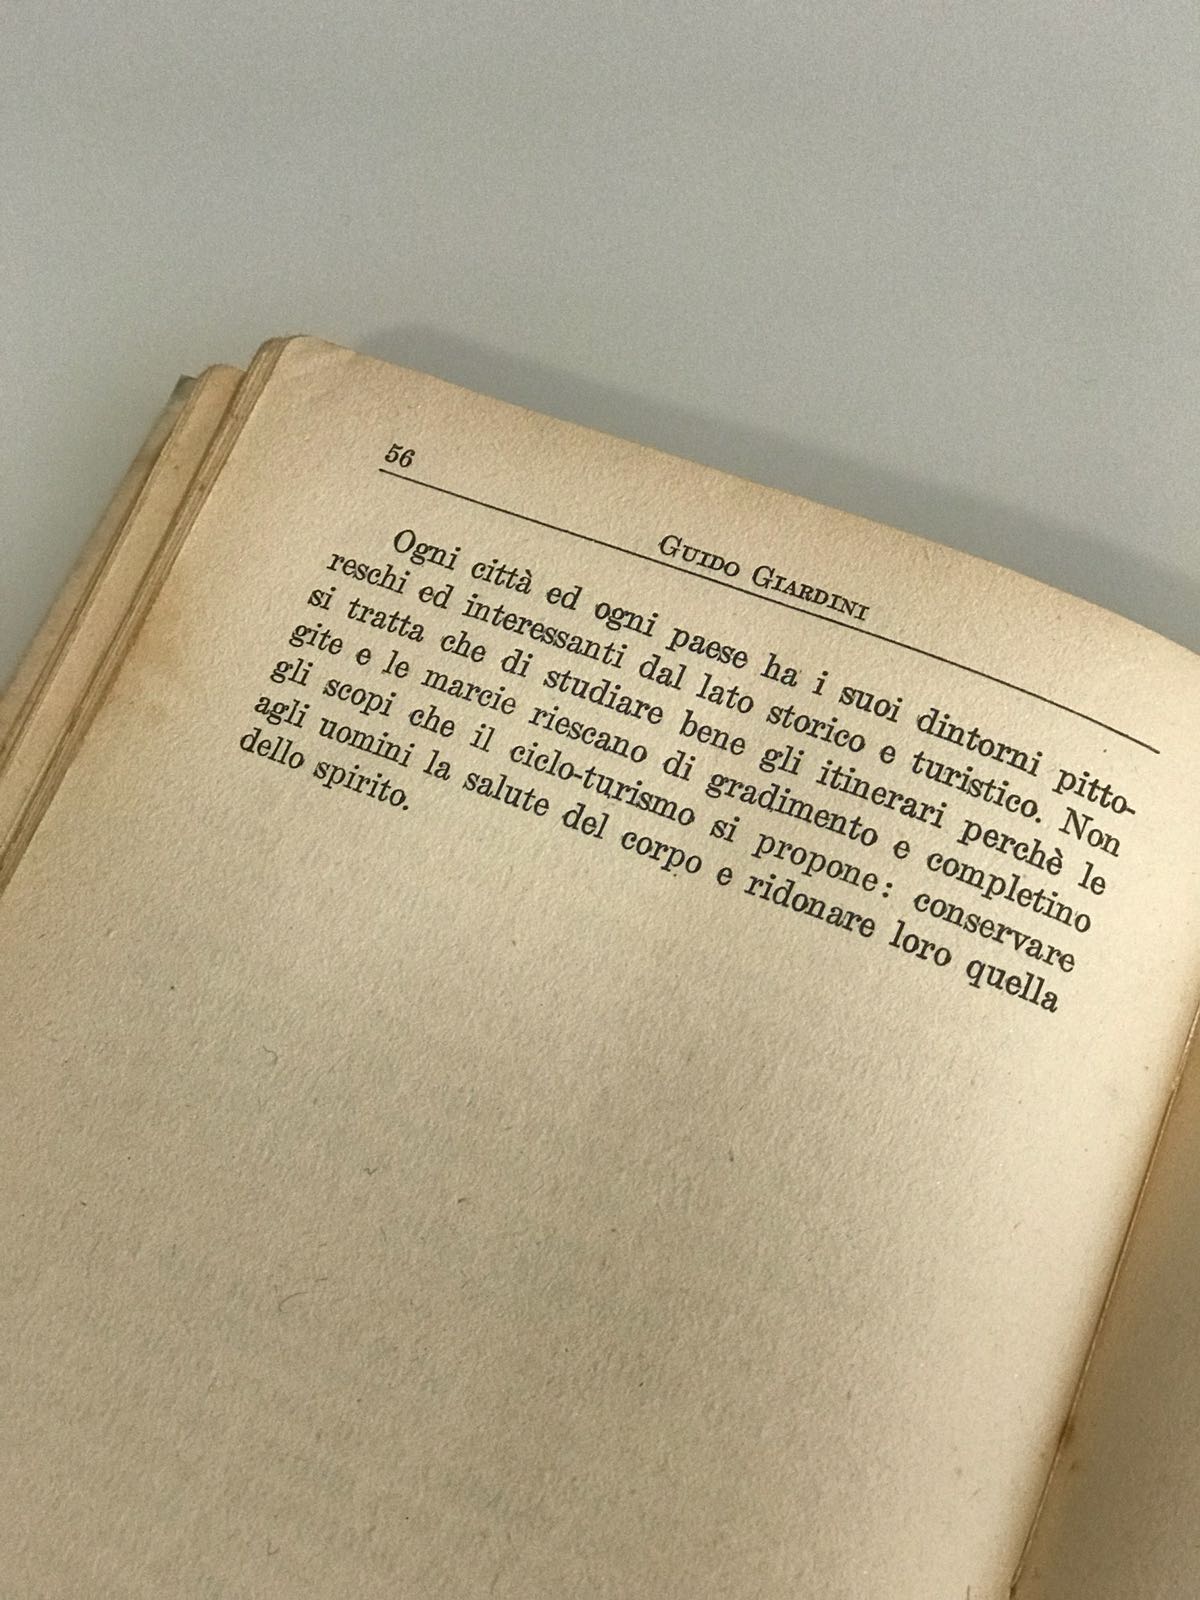 56
GUIDO GIARDINI
Ogni città ed ogni paese ha i suoi dintorni pitto-
reschi ed interessanti dal lato storico e turistico. Non
si tratta che di studiare bene gli itinerari perchè le
gite e le marcie riescano di gradimento e completino
gli scopi che il ciclo-turismo si propone: conservare
agli uomini la salute del corpo e ridonare loro quella
dello spirito.